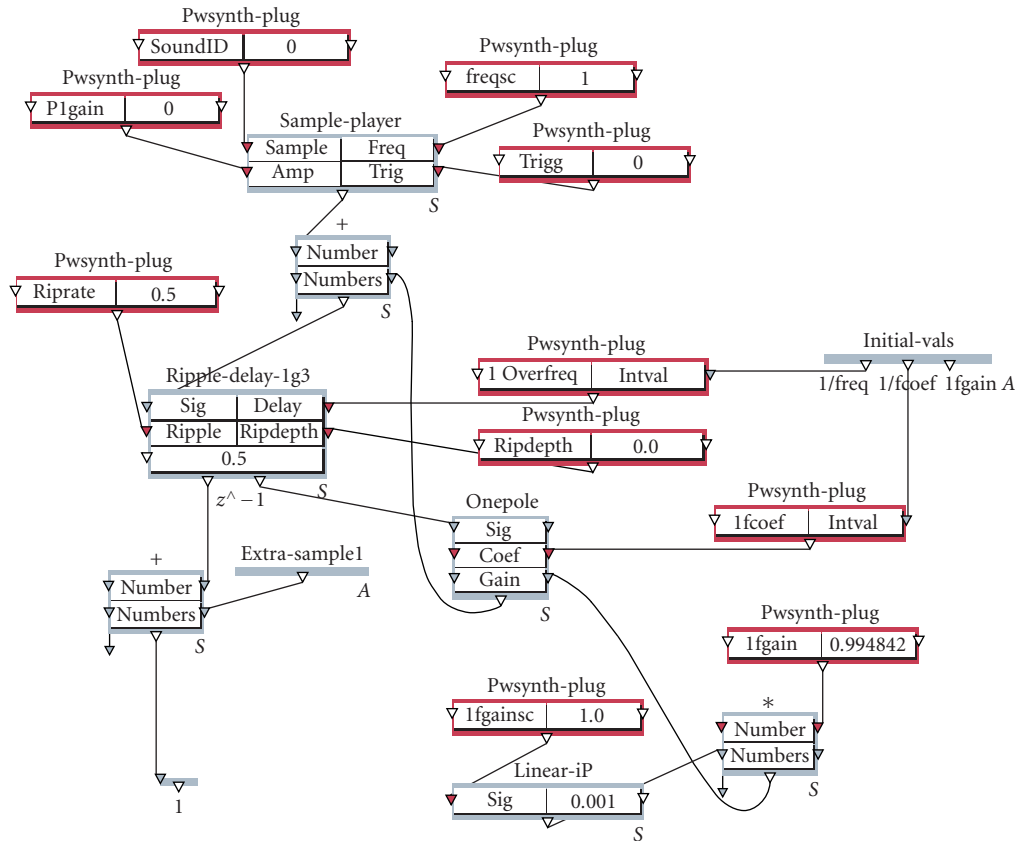 Pwsynth-plug
SoundID 0
Pwsynth-plug
freqsc 1
Pwsynth-plug
P1gain 0
Sample-player
Sample Freq
Amp Trig
S
Pwsynth-plug
Trigg 0
+
Number
Numbers
S
Pwsynth-plug
Riprate 0.5
Initial-vals
1/freq 1/fcoef 1fgain A
Pwsynth-plug
1 Overfreq Intval
Ripple-delay-1g3
Sig Delay
Ripple Ripdepth
0.5
S
z^ −1
Pwsynth-plug
Ripdepth 0.0
Pwsynth-plug
1fcoef Intval
Onepole
Sig
Coef
Gain
S
+
Number
Numbers
S
Extra-sample1
A
Pwsynth-plug
1fgain 0.994842
Pwsynth-plug
1fgainsc 1.0
*
Number
Numbers
S
Linear-iP
Sig 0.001
S
1